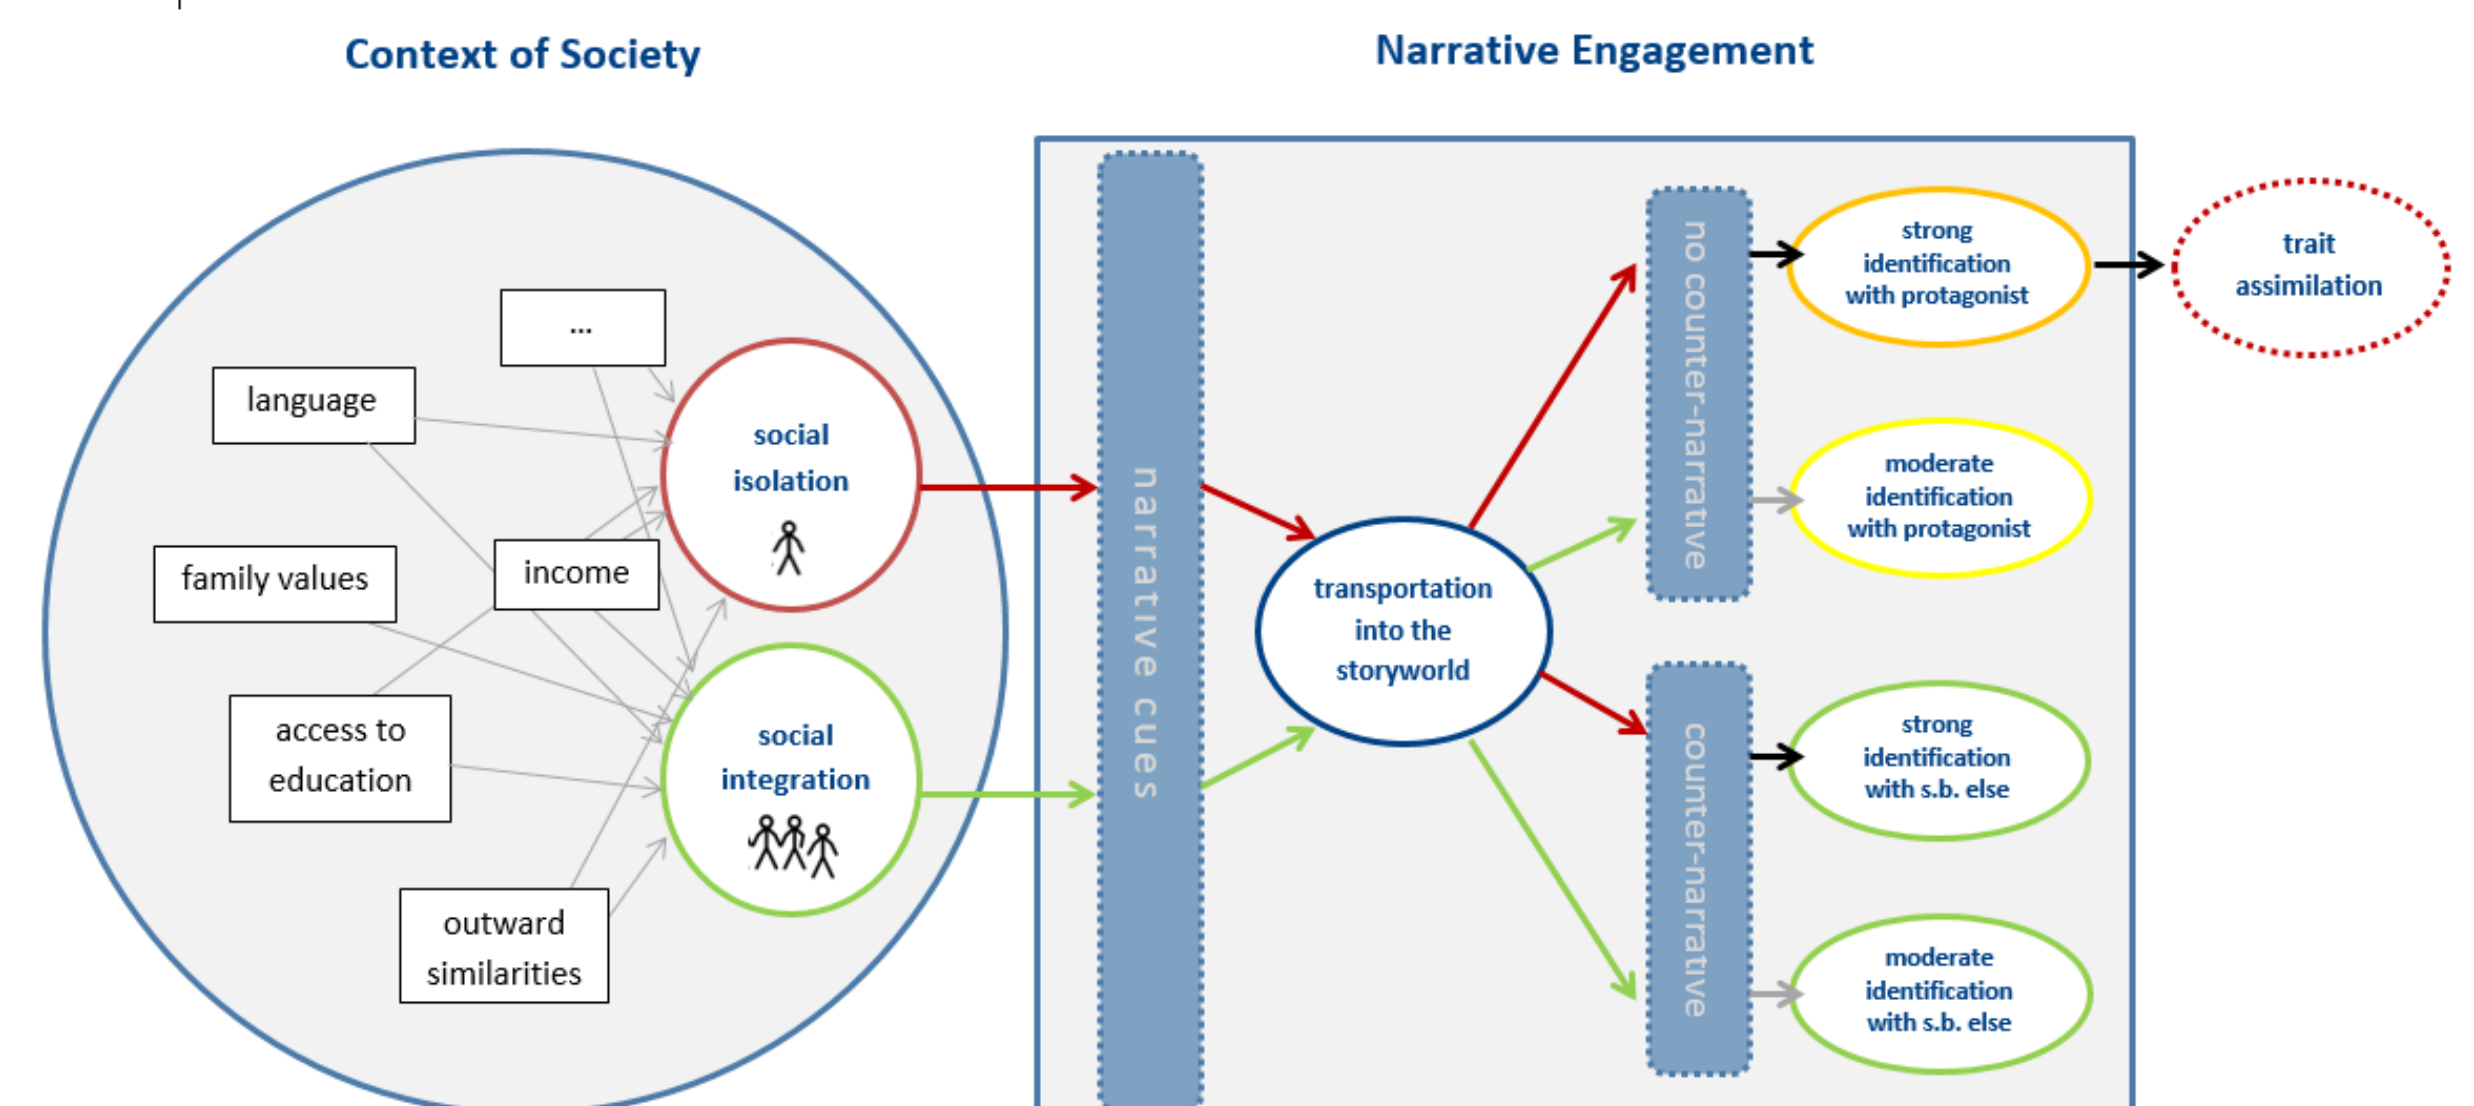 Context of Society
Narrative Engagement
...
language
family values
income
access to
education
outward
similarities
social
isolation
social
integration
narrative cues
transportation
into the
storyworld
no counter-narrative
counter-narrative
strong
identification
with protagonist
moderate
identification
with protagonist
strong
identification
with s.b. else
moderate
identification
with s.b. else
trait
assimilation